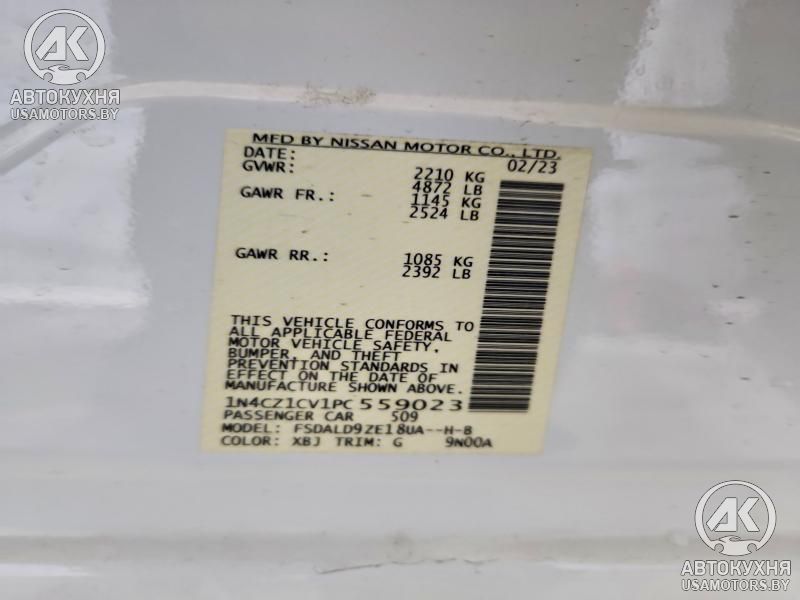 AK
АВТОКУХНЯ
USAMOTORS.BY
MFD BY NISSAN MOTOR CO., LTD.
DATE: 02/23
GVWR: 2210 KG
4872 LB
GAWR FR.: 1145 KG
2524 LB
GAWR RR.: 1085 KG
2392 LB
THIS VEHICLE CONFORMS TO
ALL APPLICABLE FEDERAL
MOTOR VEHICLE SAFETY,
BUMPER, AND THEFT
PREVENTION STANDARDS IN
EFFECT ON THE DATE OF
MANUFACTURE SHOWN ABOVE.
1N4CZ1CV1PC559023
PASSENGER CAR 509
MODEL: FSDALD9ZE18UA--H-B
COLOR: XBJ TRIM: G 9N00A
AK
АВТОКУХНЯ
USAMOTORS.BY